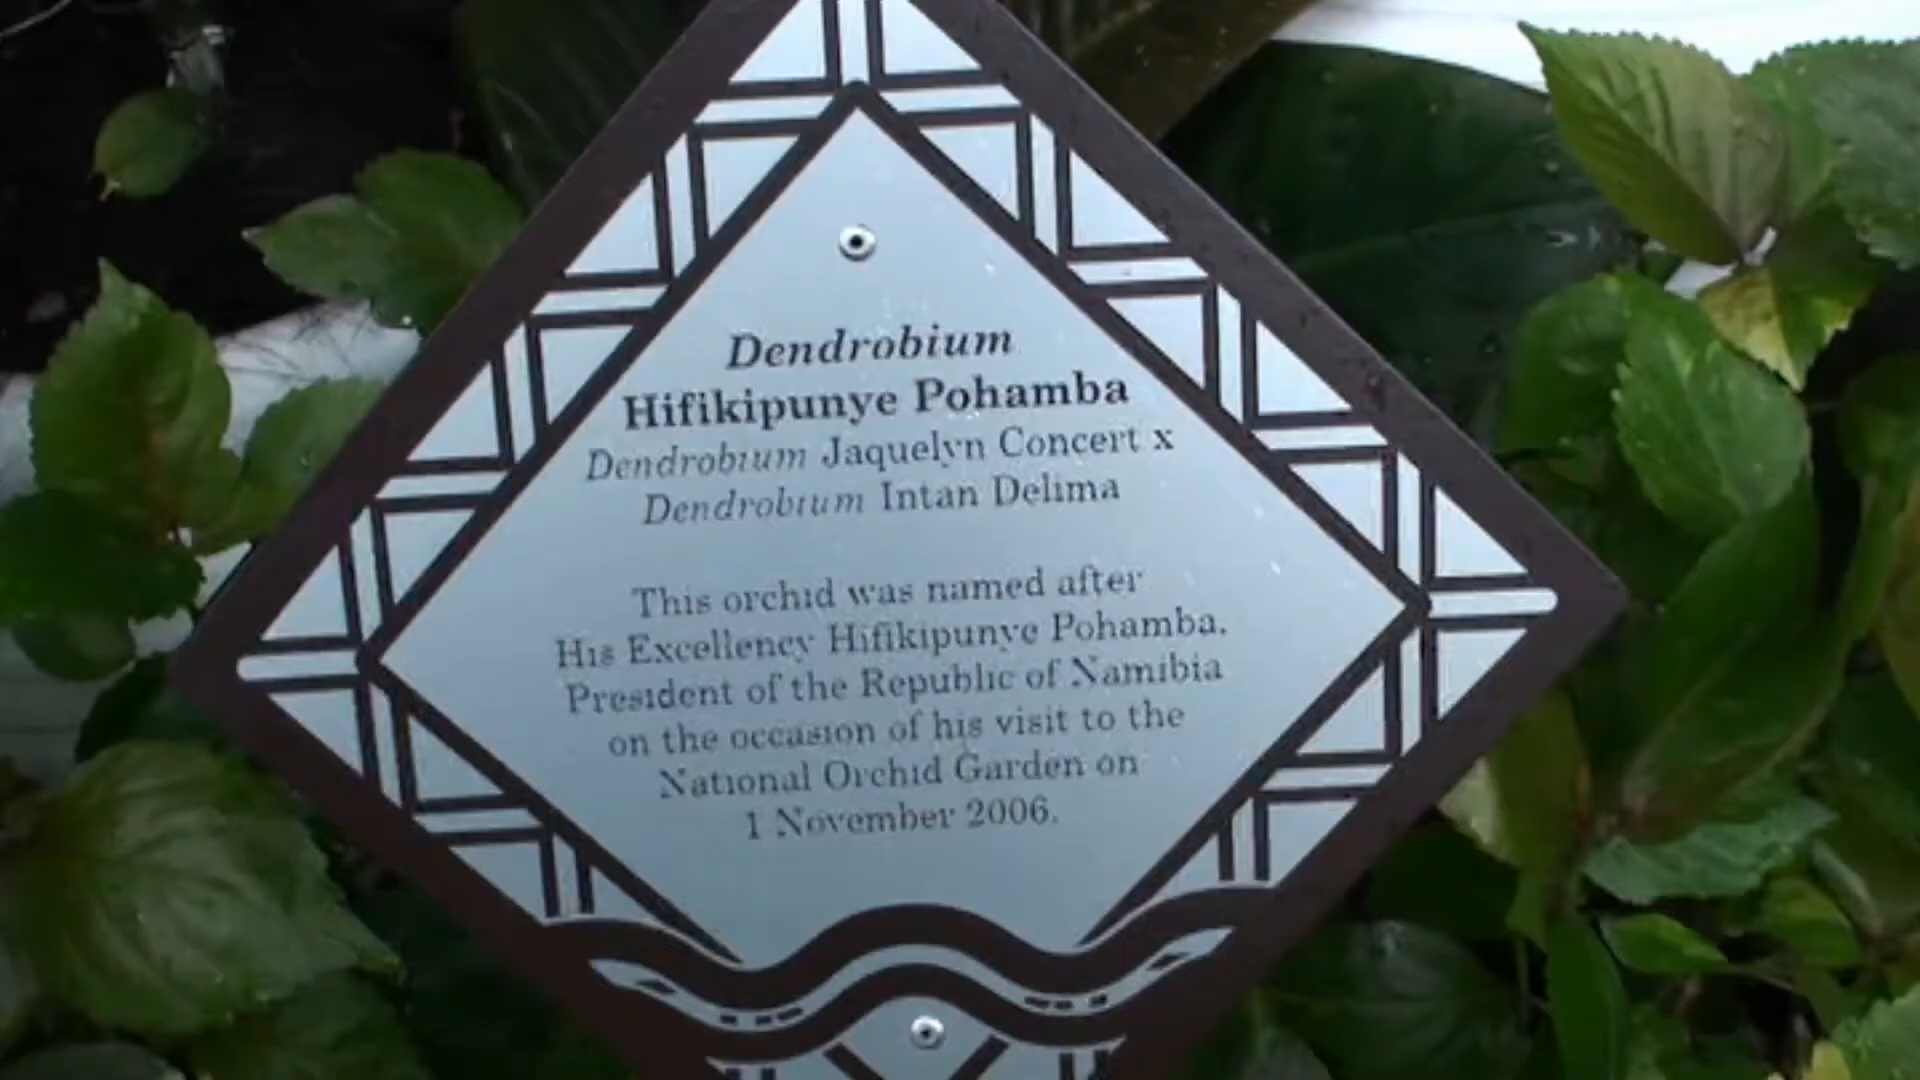 Dendrobium
Hifikipunye Pohamba
Dendrobium Jaquelyn Concert x
Dendrobium Intan Delima
This orchid was named after
His Excellency Hifikipunye Pohamba,
President of the Republic of Namibia
on the occasion of his visit to the
National Orchid Garden on
1 November 2006.